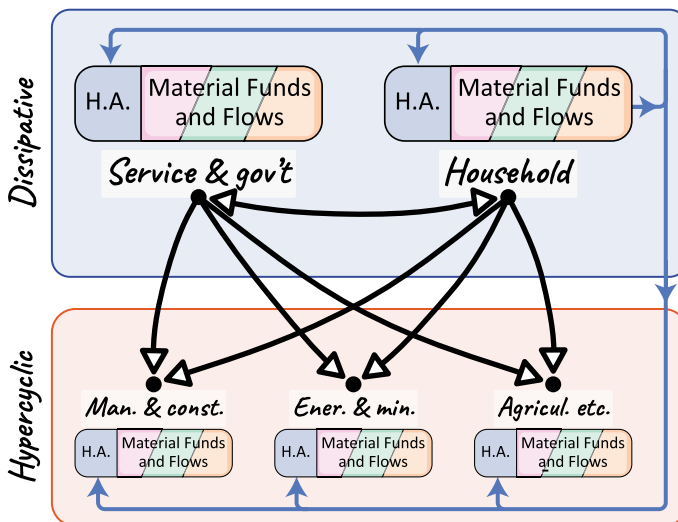 Dissipative
H.A.
Material Funds
and Flows
H.A.
Material Funds
and Flows
Service & gov't
Household
Hypercyclic
Man. & const.
Ener. & min.
Agricul. etc.
H.A.
Material Funds
and Flows
H.A.
Material Funds
and Flows
H.A.
Material Funds
and Flows